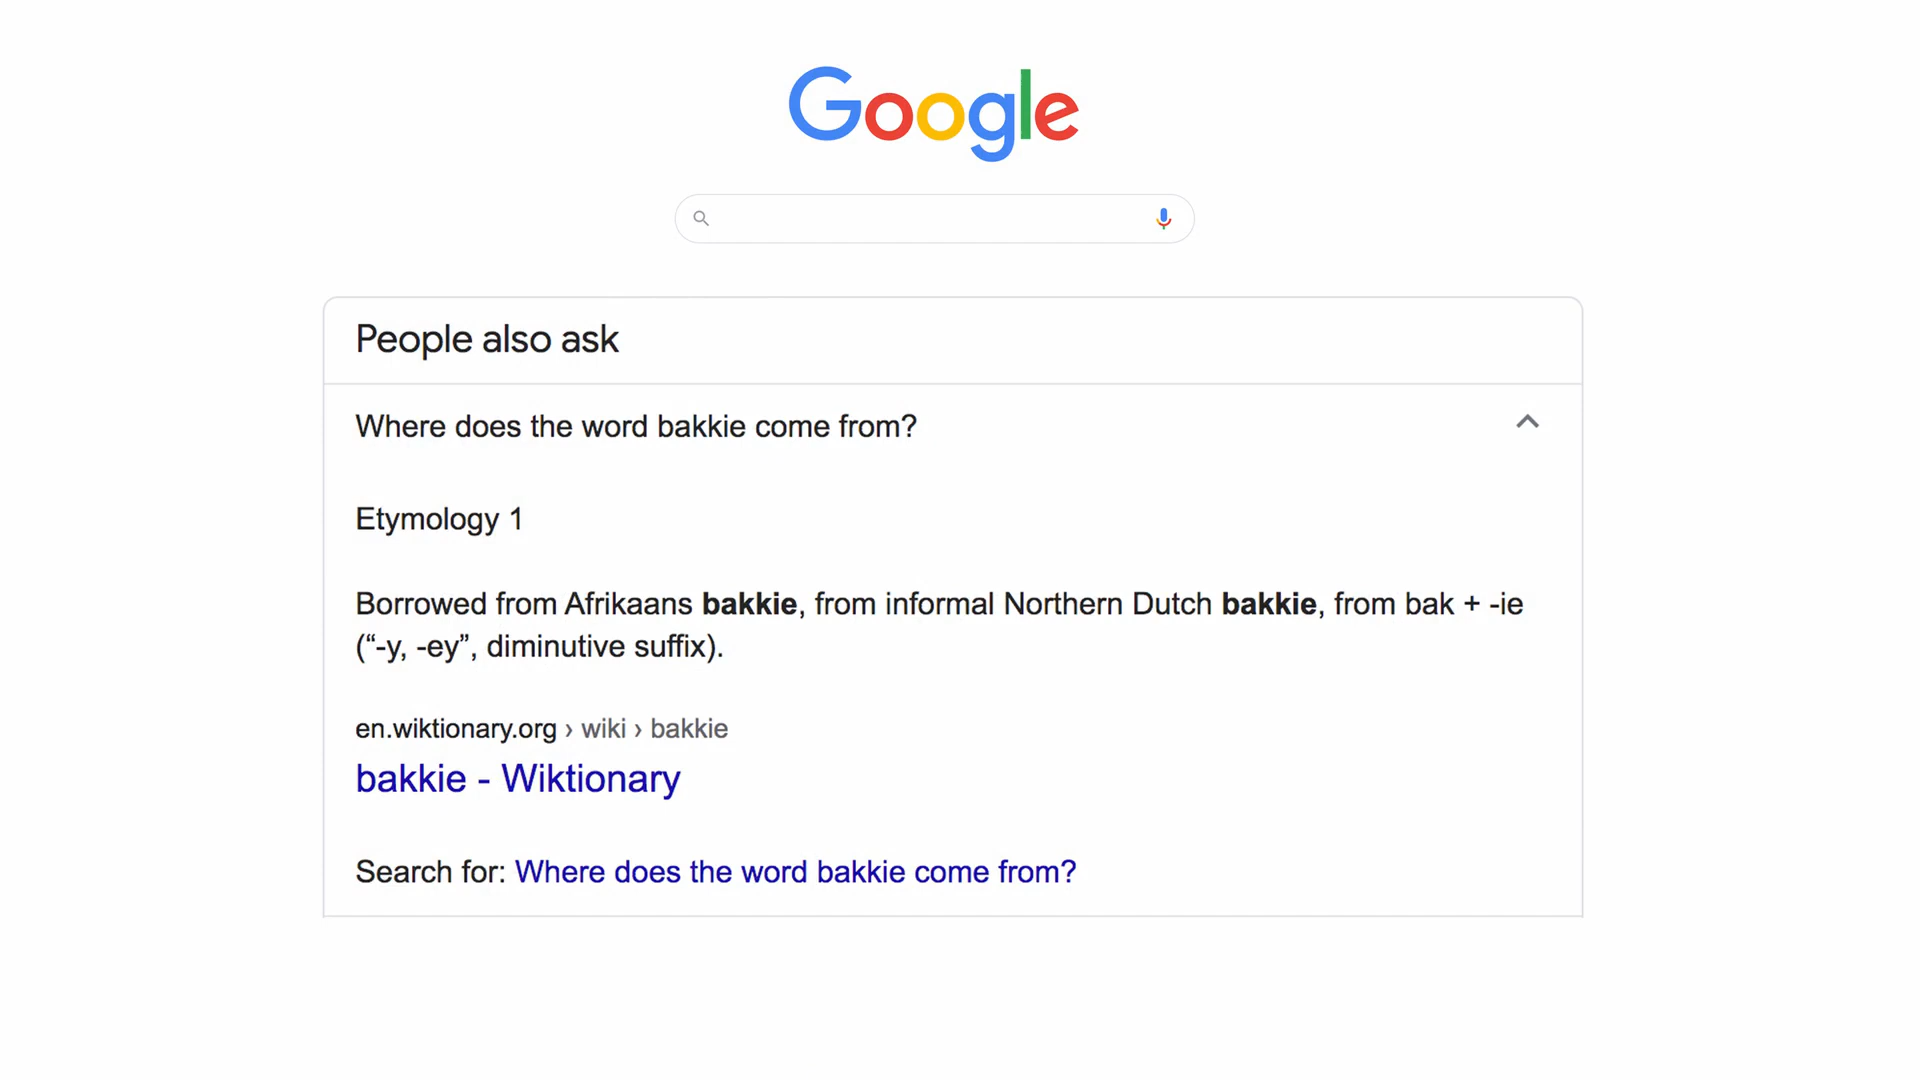 Google
People also ask
Where does the word bakkie come from?
Etymology 1
Borrowed from Afrikaans bakkie, from informal Northern Dutch bakkie, from bak + -ie
(“-y, -ey”, diminutive suffix).
en.wiktionary.org › wiki › bakkie
bakkie - Wiktionary
Search for: Where does the word bakkie come from?